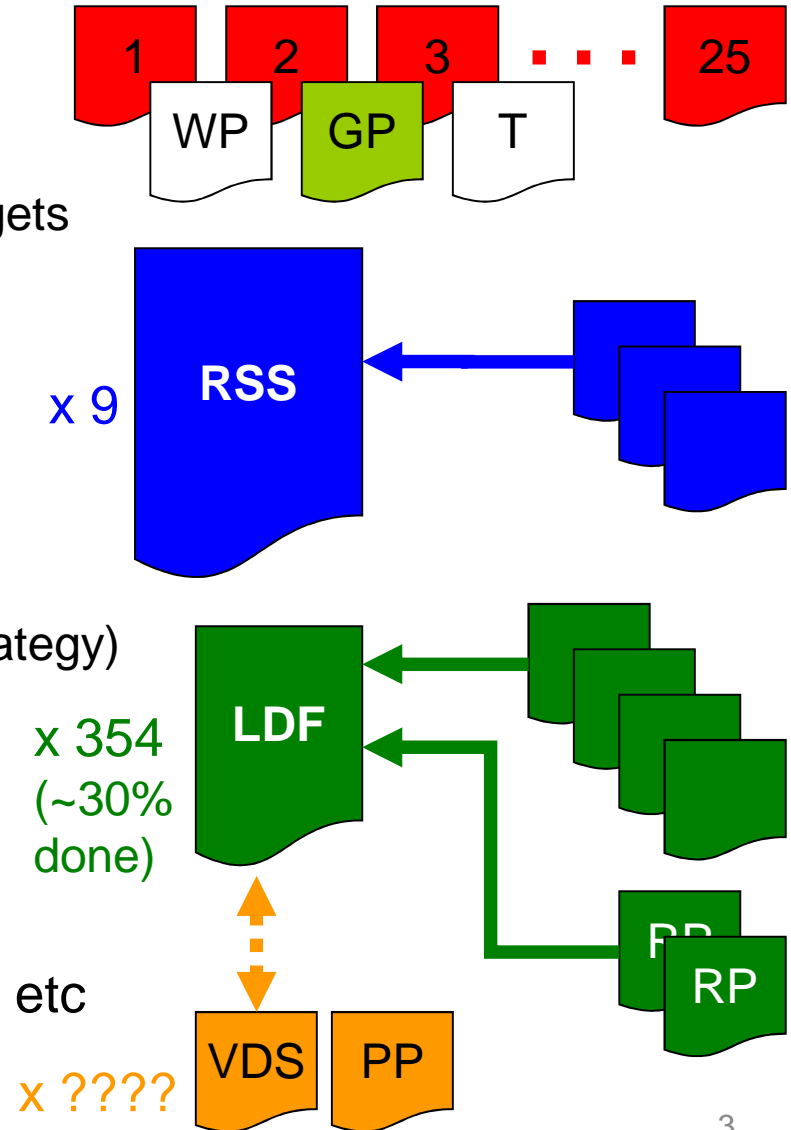 1 2 3 25
WP GP T
gets
RSS
x 9
ategy)
LDF
x 354
(~30%
done)
RP
RP
etc
VDS PP
x ????
3